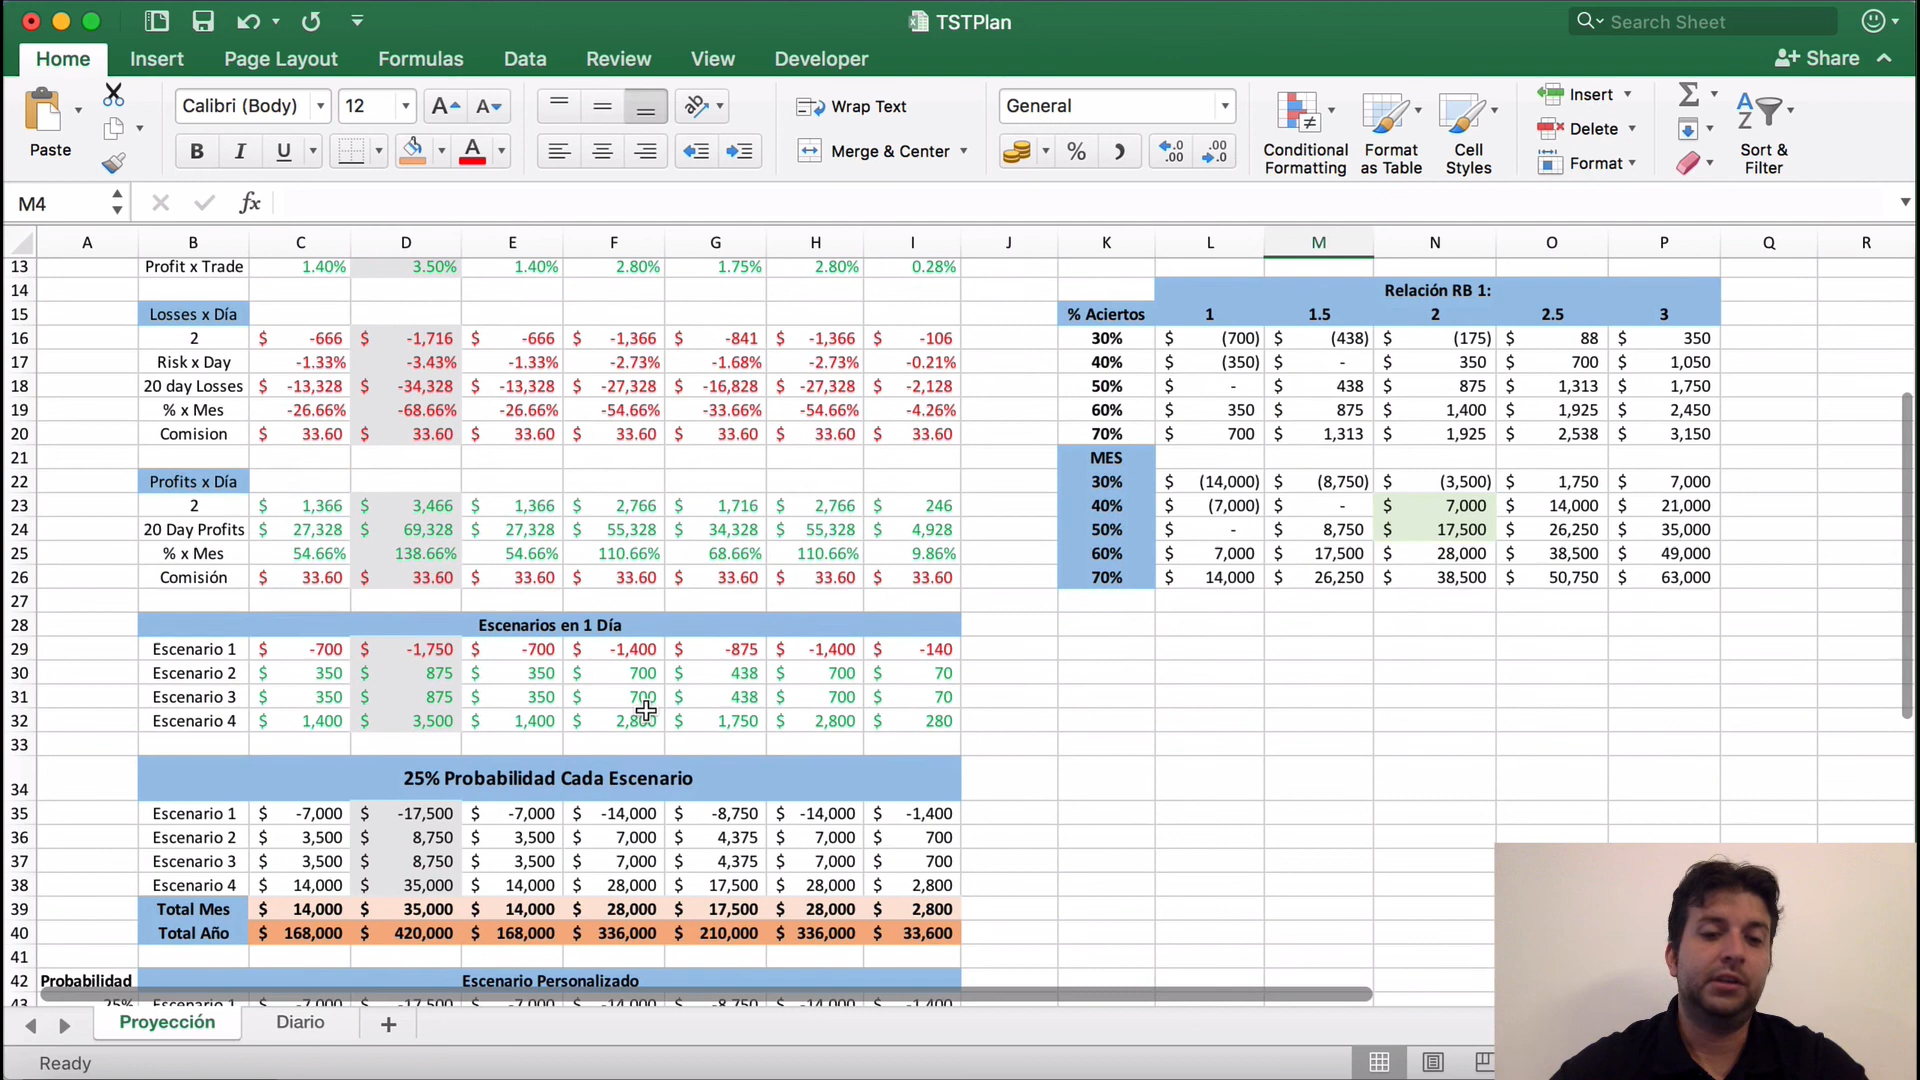 TSTPlan
Search Sheet
Home Insert Page Layout Formulas Data Review View Developer Share
Calibri (Body) 12 Wrap Text General Insert
Delete
Paste B I U A Merge & Center % Conditional Formatting Format as Table Cell Styles Format Sort & Filter
M4 fx
A B C D E F G H I J K L M N O P Q R
13 Profit x Trade 1.40% 3.50% 1.40% 2.80% 1.75% 2.80% 0.28%
14 Relación RB 1:
15 Losses x Día % Aciertos 1 1.5 2 2.5 3
16 2 $ -666 $ -1,716 $ -666 $ -1,366 $ -841 $ -1,366 $ -106 30% $ (700) $ (438) $ (175) $ 88 $ 350
17 Risk x Day -1.33% -3.43% -1.33% -2.73% -1.68% -2.73% -0.21% 40% $ (350) $ - $ 350 $ 700 $ 1,050
18 20 day Losses $ -13,328 $ -34,328 $ -13,328 $ -27,328 $ -16,828 $ -27,328 $ -2,128 50% $ - $ 438 $ 875 $ 1,313 $ 1,750
19 % x Mes -26.66% -68.66% -26.66% -54.66% -33.66% -54.66% -4.26% 60% $ 350 $ 875 $ 1,400 $ 1,925 $ 2,450
20 Comision $ 33.60 $ 33.60 $ 33.60 $ 33.60 $ 33.60 $ 33.60 $ 33.60 70% $ 700 $ 1,313 $ 1,925 $ 2,538 $ 3,150
21 MES
22 Profits x Día 30% $ (14,000) $ (8,750) $ (3,500) $ 1,750 $ 7,000
23 2 $ 1,366 $ 3,466 $ 1,366 $ 2,766 $ 1,716 $ 2,766 $ 246 40% $ (7,000) $ - $ 7,000 $ 14,000 $ 21,000
24 20 Day Profits $ 27,328 $ 69,328 $ 27,328 $ 55,328 $ 34,328 $ 55,328 $ 4,928 50% $ - $ 8,750 $ 17,500 $ 26,250 $ 35,000
25 % x Mes 54.66% 138.66% 54.66% 110.66% 68.66% 110.66% 9.86% 60% $ 7,000 $ 17,500 $ 28,000 $ 38,500 $ 49,000
26 Comisión $ 33.60 $ 33.60 $ 33.60 $ 33.60 $ 33.60 $ 33.60 $ 33.60 70% $ 14,000 $ 26,250 $ 38,500 $ 50,750 $ 63,000
27
28 Escenarios en 1 Día
29 Escenario 1 $ -700 $ -1,750 $ -700 $ -1,400 $ -875 $ -1,400 $ -140
30 Escenario 2 $ 350 $ 875 $ 350 $ 700 $ 438 $ 700 $ 70
31 Escenario 3 $ 350 $ 875 $ 350 $ 700 $ 438 $ 700 $ 70
32 Escenario 4 $ 1,400 $ 3,500 $ 1,400 $ 2,800 $ 1,750 $ 2,800 $ 280
33
34 25% Probabilidad Cada Escenario
35 Escenario 1 $ -7,000 $ -17,500 $ -7,000 $ -14,000 $ -8,750 $ -14,000 $ -1,400
36 Escenario 2 $ 3,500 $ 8,750 $ 3,500 $ 7,000 $ 4,375 $ 7,000 $ 700
37 Escenario 3 $ 3,500 $ 8,750 $ 3,500 $ 7,000 $ 4,375 $ 7,000 $ 700
38 Escenario 4 $ 14,000 $ 35,000 $ 14,000 $ 28,000 $ 17,500 $ 28,000 $ 2,800
39 Total Mes $ 14,000 $ 35,000 $ 14,000 $ 28,000 $ 17,500 $ 28,000 $ 2,800
40 Total Año $ 168,000 $ 420,000 $ 168,000 $ 336,000 $ 210,000 $ 336,000 $ 33,600
41
42 Probabilidad Escenario Personalizado
43 25% Escenario 1 $ -7,000 $ -17,500 $ -7,000 $ -14,000 $ -8,750 $ -14,000 $ -1,400
Proyección Diario
Ready